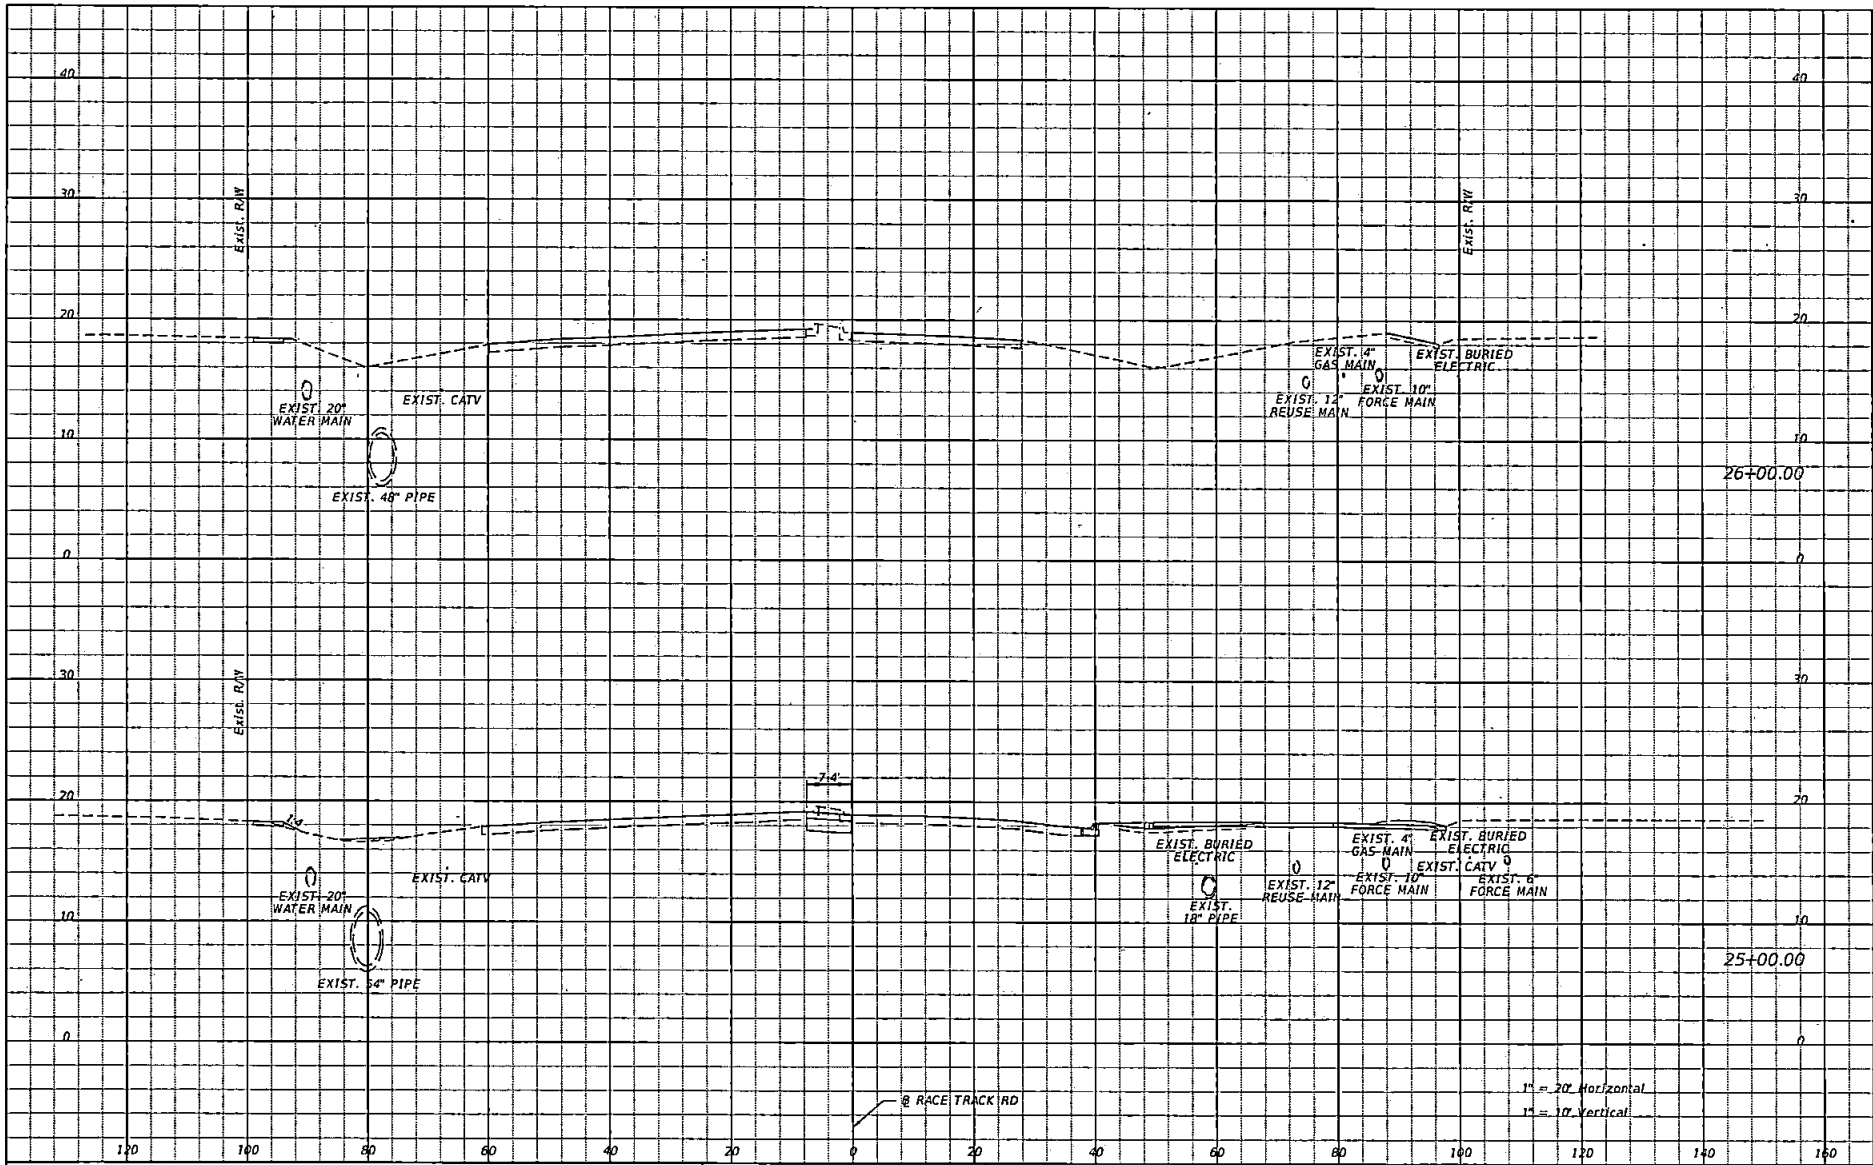 40
40
30
30
Exist. R/W
Exist. R/W
20
20
EXIST. 4"
GAS MAIN
EXIST. BURIED
ELECTRIC
EXIST. 20"
WATER MAIN
EXIST. CATV
EXIST. 12"
REUSE MAIN
EXIST. 10"
FORCE MAIN
10
10
26+00.00
EXIST. 48" PIPE
0
0
30
30
Exist. R/W
7.4'
20
20
1:4
EXIST. BURIED
ELECTRIC
EXIST. 4"
GAS MAIN
EXIST. BURIED
ELECTRIC
EXIST. CATV
EXIST. 20"
WATER MAIN
EXIST. CATV
EXIST. 12"
REUSE MAIN
EXIST. 10"
FORCE MAIN
EXIST. 6"
FORCE MAIN
EXIST.
18" PIPE
10
10
25+00.00
EXIST. 54" PIPE
0
0
1" = 20' Horizontal
1" = 10' Vertical
RACE TRACK RD
120 100 80 60 40 20 0 20 40 60 80 100 120 140 160